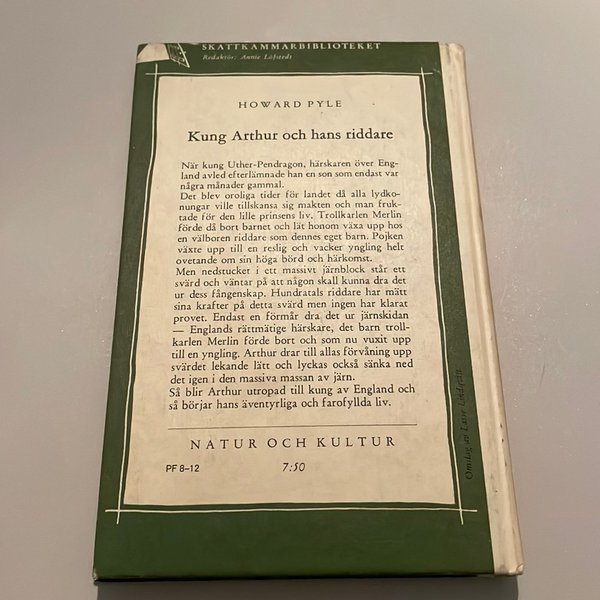 SKATTKAMMARBIBLIOTEKET
Redaktör: Annie Löfstedt
HOWARD PYLE
Kung Arthur och hans riddare
När kung Uther-Pendragon, härskaren över Eng-
land avled efterlämnade han en son som endast var
några månader gammal.
Det blev oroliga tider för landet då alla lydko-
nungar ville tillskansa sig makten och man fruk-
tade för den lille prinsens liv. Trollkarlen Merlin
förde då bort barnet och lät honom växa upp hos
en välboren riddare som dennes eget barn. Pojken
växte upp till en reslig och vacker yngling helt
ovetande om sin höga börd och härkomst.
Men nedstucket i ett massivt järnblock står ett
svärd och väntar på att någon skall kunna dra det
ur dess fångenskap. Hundratals riddare har mätt
sina krafter på detta svärd men ingen har klarat
provet. Endast en förmår dra det ur järnskidan
— Englands rättmätige härskare, det barn troll-
karlen Merlin förde bort och som nu vuxit upp
till en yngling. Arthur drar till allas förvåning upp
svärdet lekande lätt och lyckas också sänka ned
det igen i den massiva massan av järn.
Så blir Arthur utropad till kung av England och
så börjar hans äventyrliga och farofyllda liv.
NATUR OCH KULTUR
PF 8–12 7:50
Omslag av Lasse Lindqvist